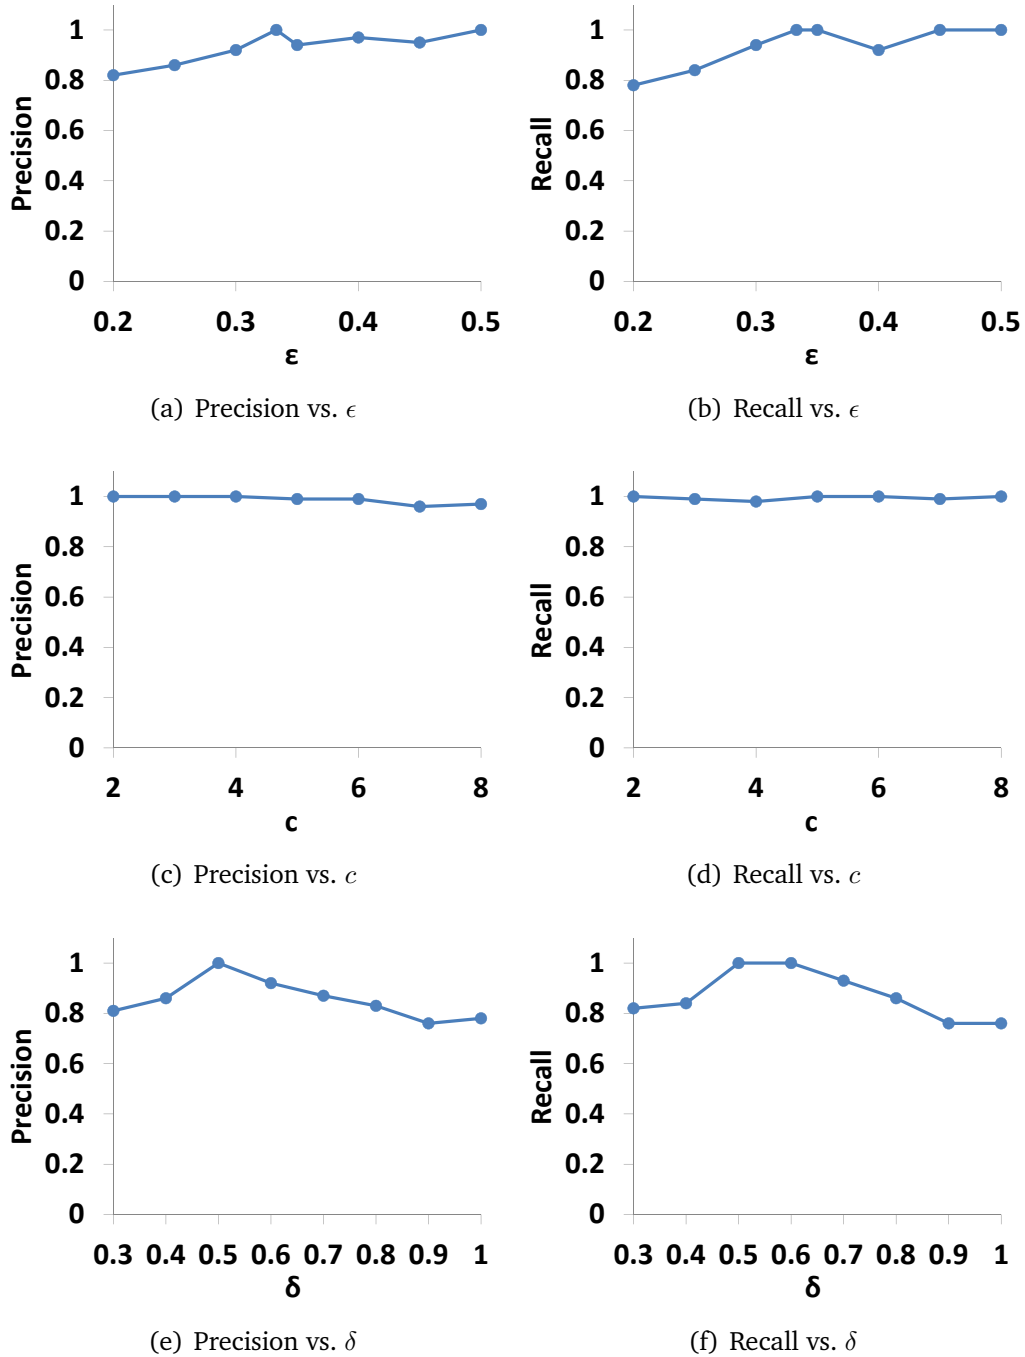 1
0.8
0.6
0.4
0.2
0
Precision
0.2 0.3 0.4 0.5
ε
(a) Precision vs. ϵ
1
0.8
0.6
0.4
0.2
0
Recall
0.2 0.3 0.4 0.5
ε
(b) Recall vs. ϵ
1
0.8
0.6
0.4
0.2
0
Precision
2 4 6 8
c
(c) Precision vs. c
1
0.8
0.6
0.4
0.2
0
Recall
2 4 6 8
c
(d) Recall vs. c
1
0.8
0.6
0.4
0.2
0
Precision
0.3 0.4 0.5 0.6 0.7 0.8 0.9 1
δ
(e) Precision vs. δ
1
0.8
0.6
0.4
0.2
0
Recall
0.3 0.4 0.5 0.6 0.7 0.8 0.9 1
δ
(f) Recall vs. δ